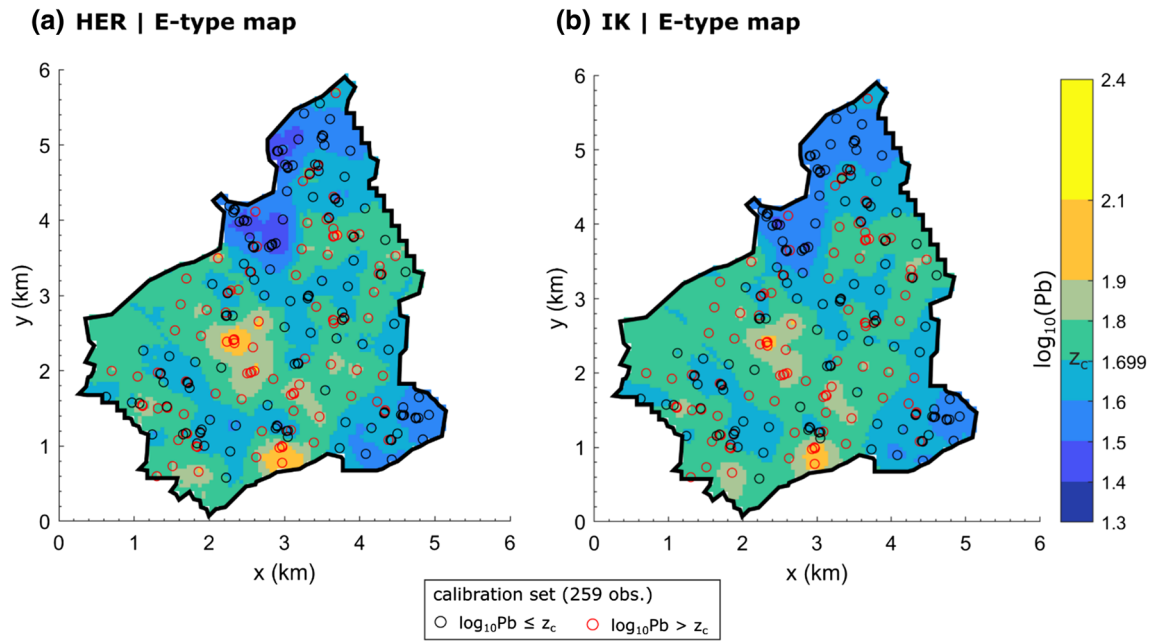 (a) HER | E-type map
(b) IK | E-type map
6
5
4
3
2
1
0
y (km)
0 1 2 3 4 5 6
x (km)
6
5
4
3
2
1
0
y (km)
0 1 2 3 4 5 6
x (km)
log₁₀(Pb)
2.4
2.1
1.9
1.8
zc 1.699
1.6
1.5
1.4
1.3
calibration set (259 obs.)
log₁₀Pb ≤ zc log₁₀Pb > zc